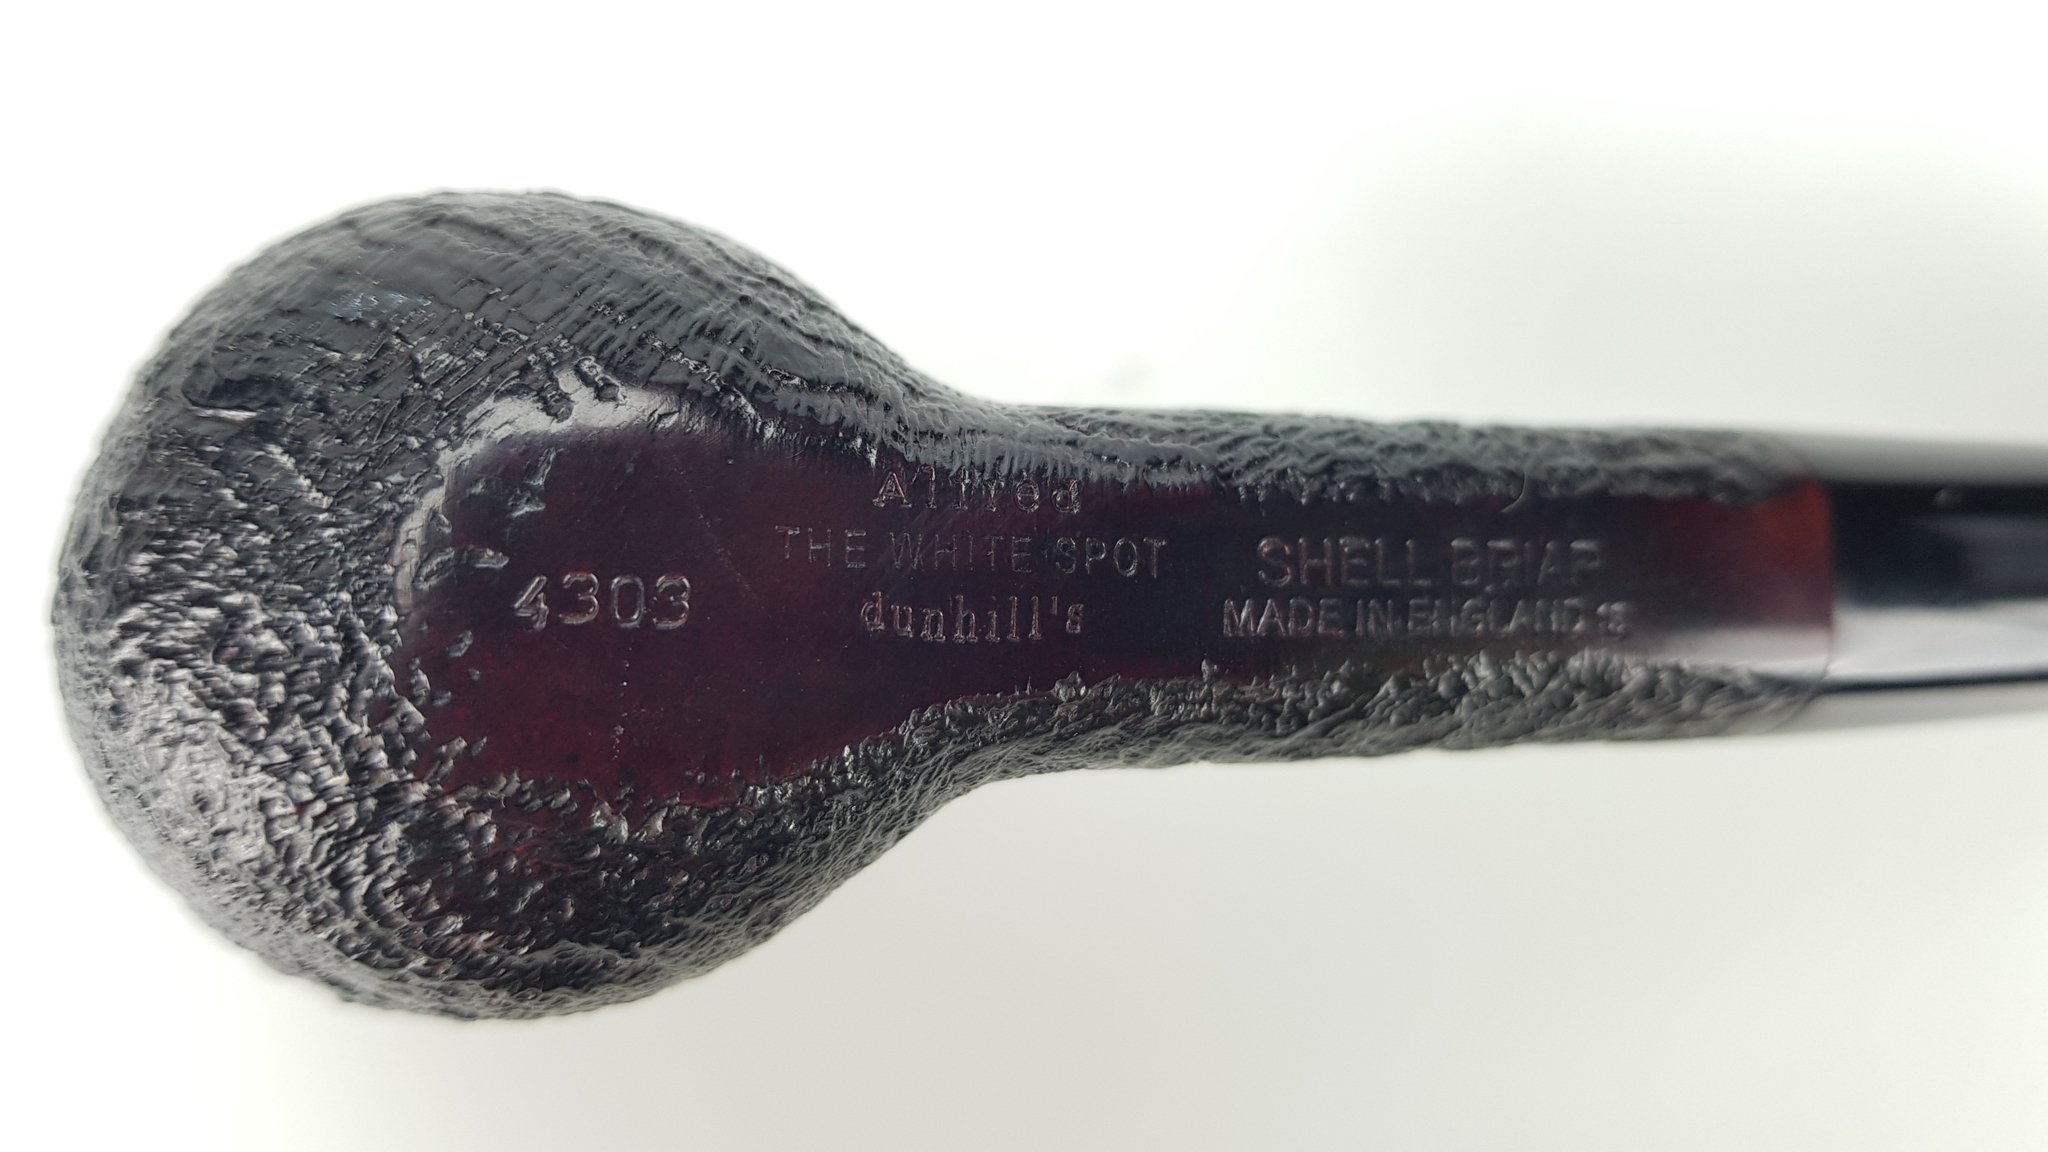 4303
Alfred
THE WHITE SPOT
dunhill's
SHELL BRIAR
MADE IN ENGLAND